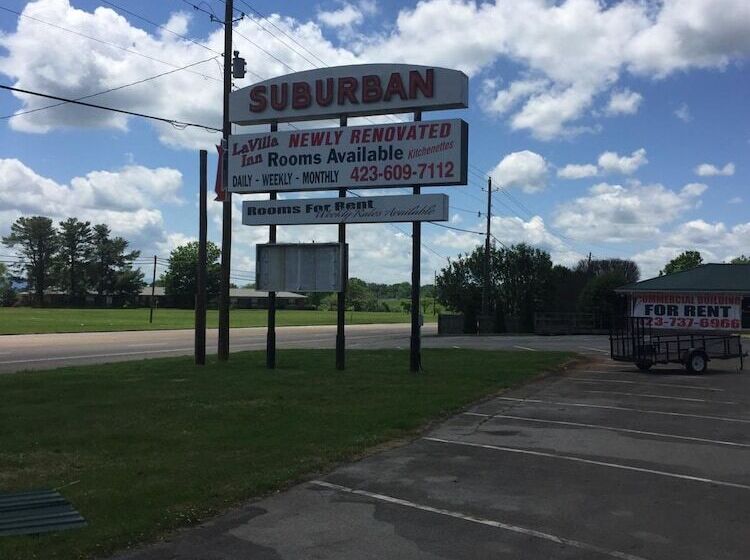 SUBURBAN
LaVilla Inn NEWLY RENOVATED
Rooms Available Kitchenettes
DAILY - WEEKLY - MONTHLY 423-609-7112
Rooms For Rent
Weekly Rates Available
COMMERCIAL BUILDING
FOR RENT
23-737-6966